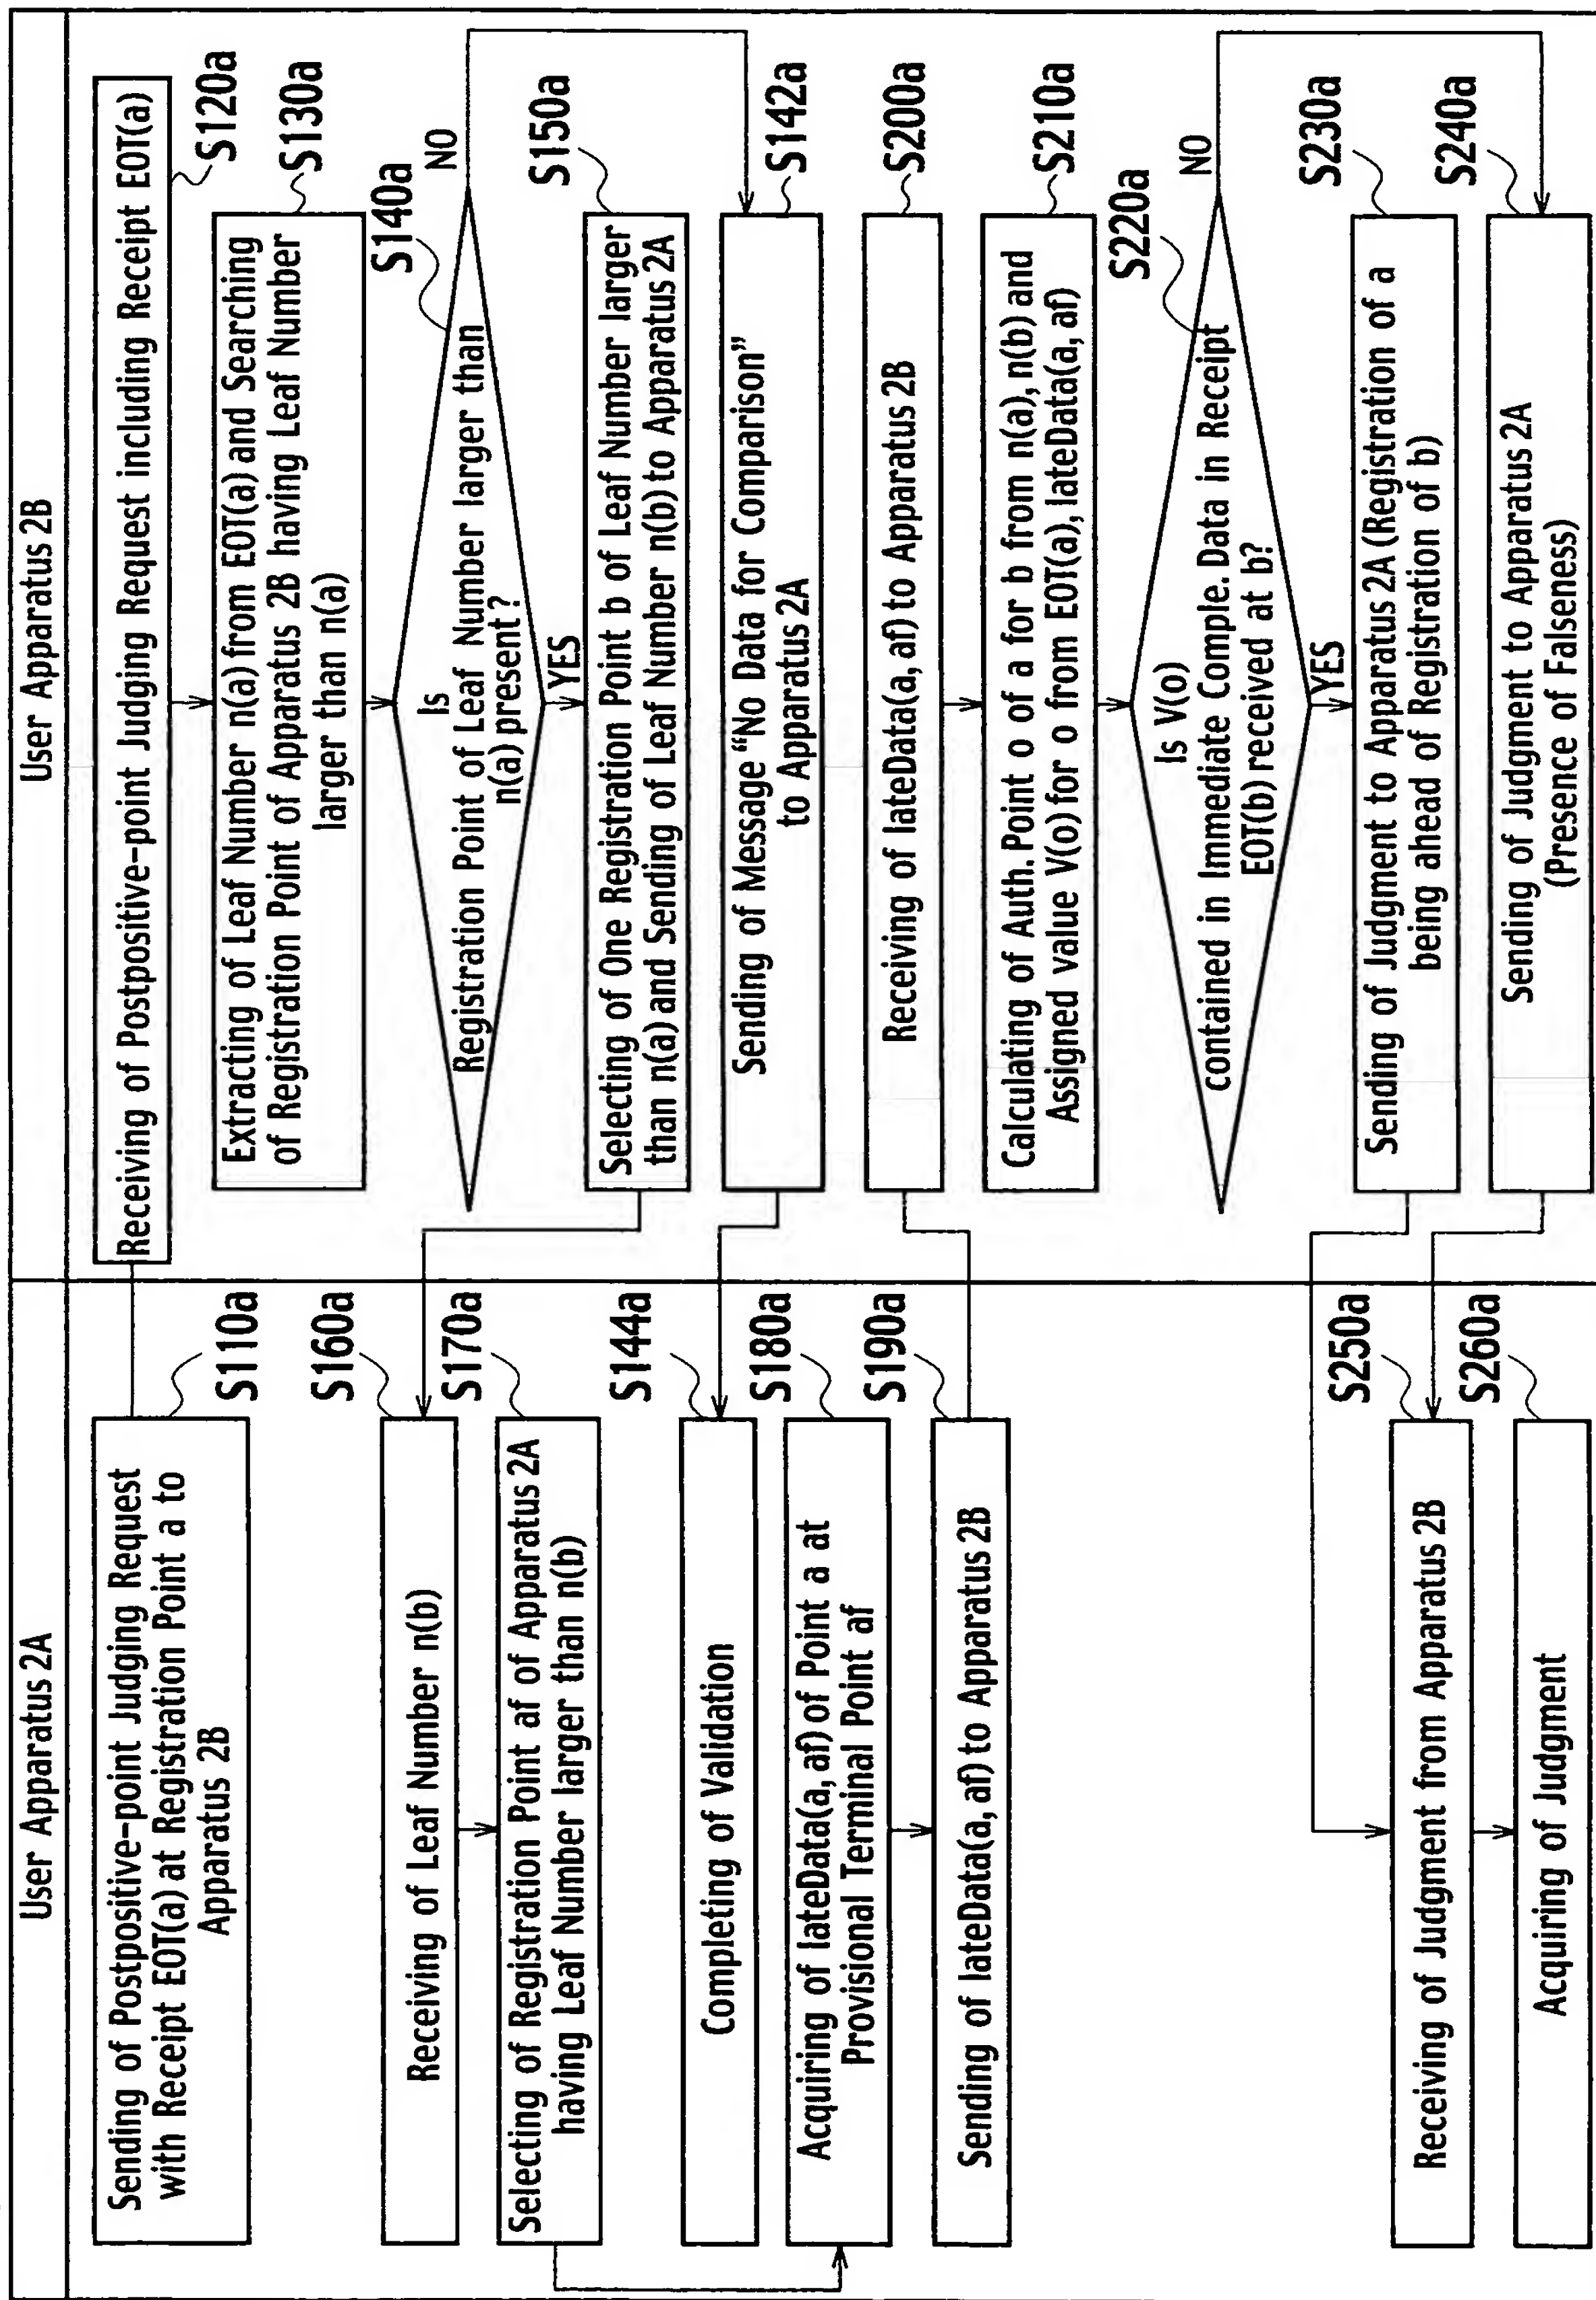 User Apparatus 2A
Sending of Postpositive-point Judging Request
with Receipt EOT(a) at Registration Point a to
Apparatus 2B
S110a
Receiving of Leaf Number n(b)
S160a
Selecting of Registration Point af of Apparatus 2A
having Leaf Number larger than n(b)
S170a
Completing of Validation
S144a
Acquiring of lateData(a, af) of Point a at
Provisional Terminal Point af
S180a
Sending of lateData(a, af) to Apparatus 2B
S190a
Receiving of Judgment from Apparatus 2B
S250a
Acquiring of Judgment
S260a
User Apparatus 2B
Receiving of Postpositive-point Judging Request including Receipt EOT(a)
S120a
Extracting of Leaf Number n(a) from EOT(a) and Searching
of Registration Point of Apparatus 2B having Leaf Number
larger than n(a)
S130a
Is
Registration Point of Leaf Number larger than
n(a) present?
S140a
NO
YES
Selecting of One Registration Point b of Leaf Number larger
than n(a) and Sending of Leaf Number n(b) to Apparatus 2A
S150a
Sending of Message “No Data for Comparison”
to Apparatus 2A
S142a
Receiving of lateData(a, af) to Apparatus 2B
S200a
Calculating of Auth. Point o of a for b from n(a), n(b) and
Assigned value V(o) for o from EOT(a), lateData(a, af)
S210a
Is V(o)
contained in Immediate Comple. Data in Receipt
EOT(b) received at b?
S220a
NO
YES
Sending of Judgment to Apparatus 2A (Registration of a
being ahead of Registration of b)
S230a
Sending of Judgment to Apparatus 2A
(Presence of Falseness)
S240a